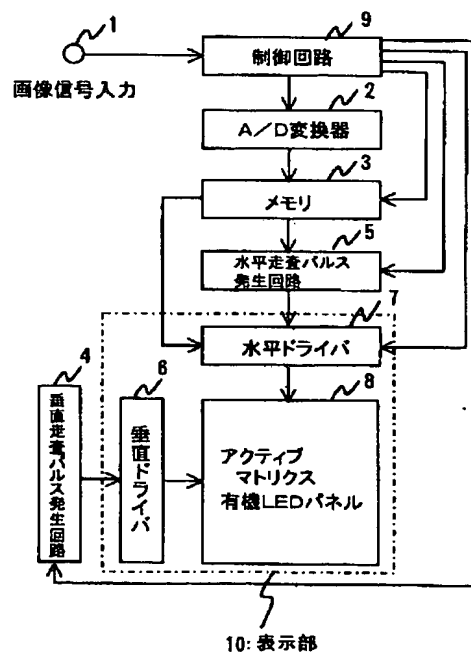 1
画像信号入力
9
制御回路
2
A/D変換器
3
メモリ
5
水平走査パルス
発生回路
7
水平ドライバ
4
垂直走査パルス発生回路
6
垂直ドライバ
8
アクティブ
マトリクス
有機LEDパネル
10:表示部